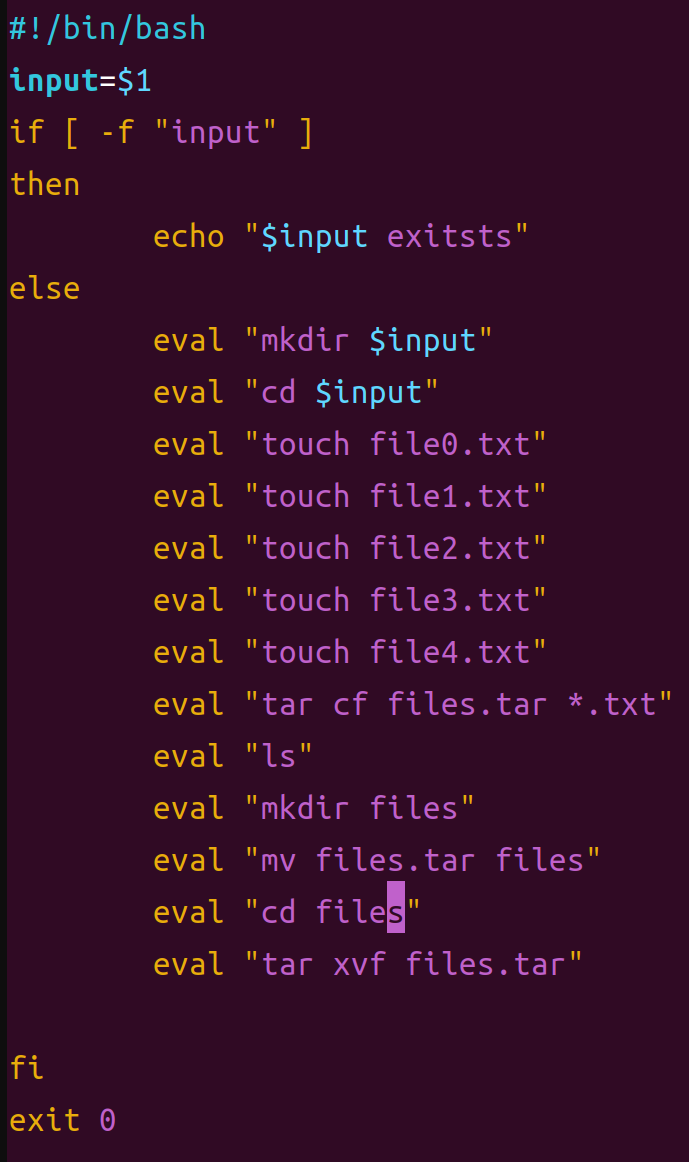 #!/bin/bash
input=$1
if [ -f "input" ]
then
        echo "$input exitsts"
else
        eval "mkdir $input"
        eval "cd $input"
        eval "touch file0.txt"
        eval "touch file1.txt"
        eval "touch file2.txt"
        eval "touch file3.txt"
        eval "touch file4.txt"
        eval "tar cf files.tar *.txt"
        eval "ls"
        eval "mkdir files"
        eval "mv files.tar files"
        eval "cd files"
        eval "tar xvf files.tar"
fi
exit 0